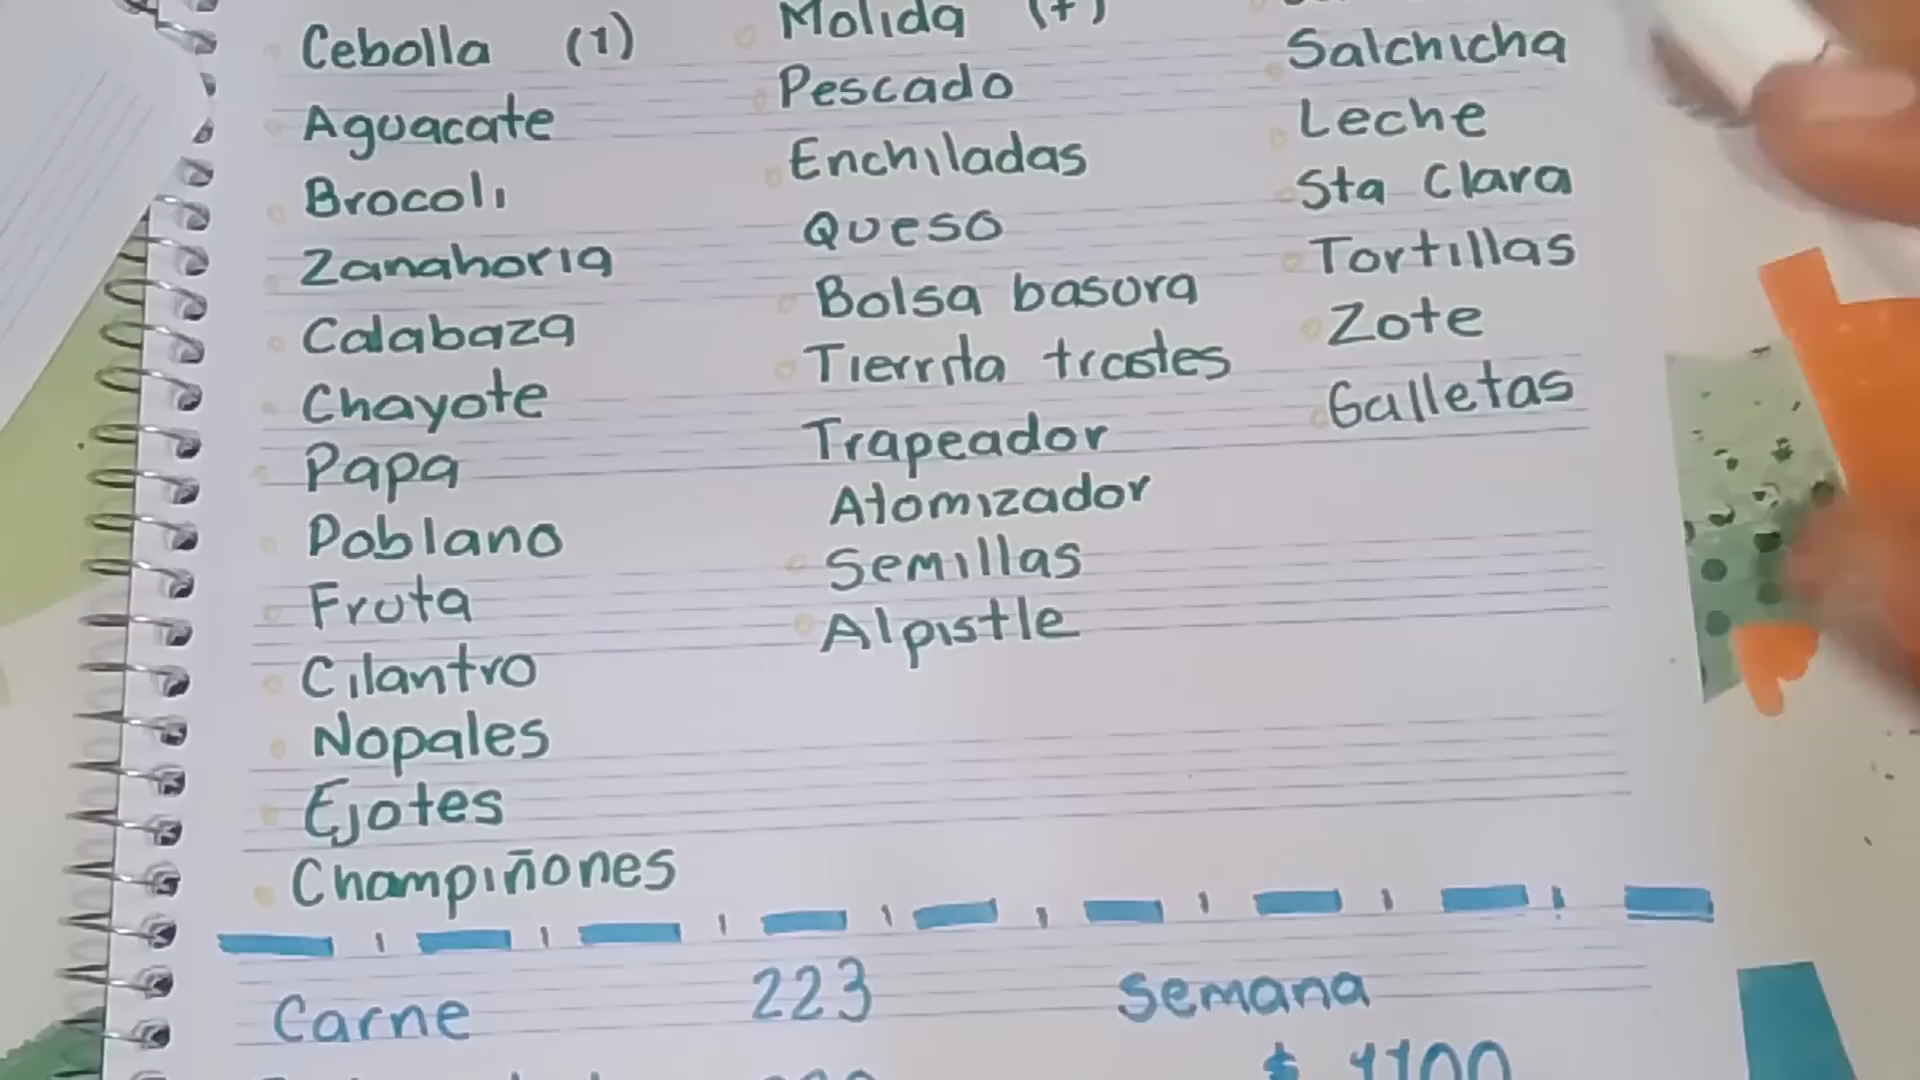 Cebolla (1)
Aguacate
Brocoli
Zanahoria
Calabaza
Chayote
Papa
Poblano
Fruta
Cilantro
Nopales
Ejotes
Champiñones
Molida
Pescado
Enchiladas
Queso
Bolsa basura
Tierrita trastes
Trapeador
Atomizador
Semillas
Alpistle
Salchicha
Leche
Sta Clara
Tortillas
Zote
Galletas
Carne 223 Semana
$ 1100